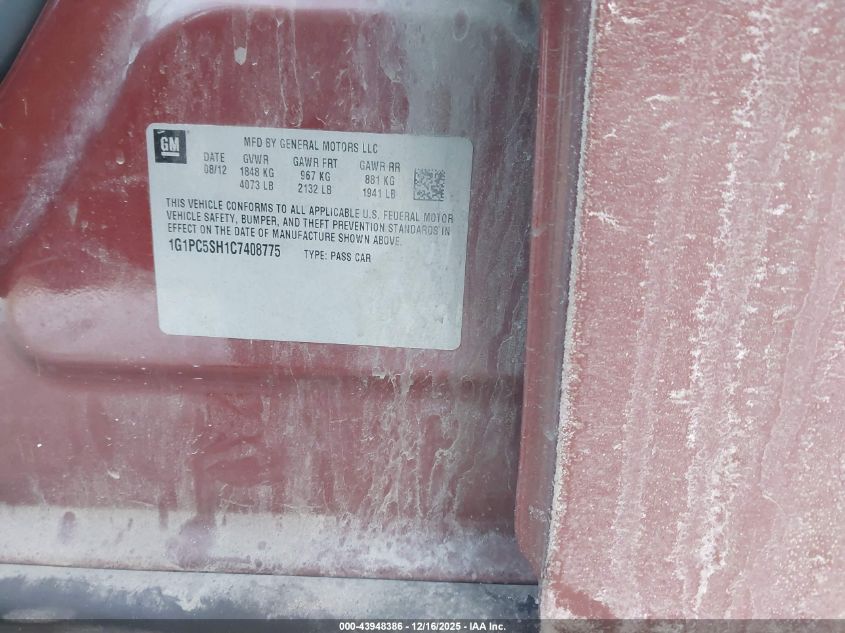 GM
MFD BY GENERAL MOTORS LLC
DATE GVWR GAWR FRT GAWR RR
08/12 1848 KG 967 KG 881 KG
4073 LB 2132 LB 1941 LB
THIS VEHICLE CONFORMS TO ALL APPLICABLE U.S. FEDERAL MOTOR
VEHICLE SAFETY, BUMPER, AND THEFT PREVENTION STANDARDS IN
EFFECT ON THE DATE OF MANUFACTURE SHOWN ABOVE.
1G1PC5SH1C7408775 TYPE: PASS CAR
000-43948386 - 12/16/2025 - IAA Inc.